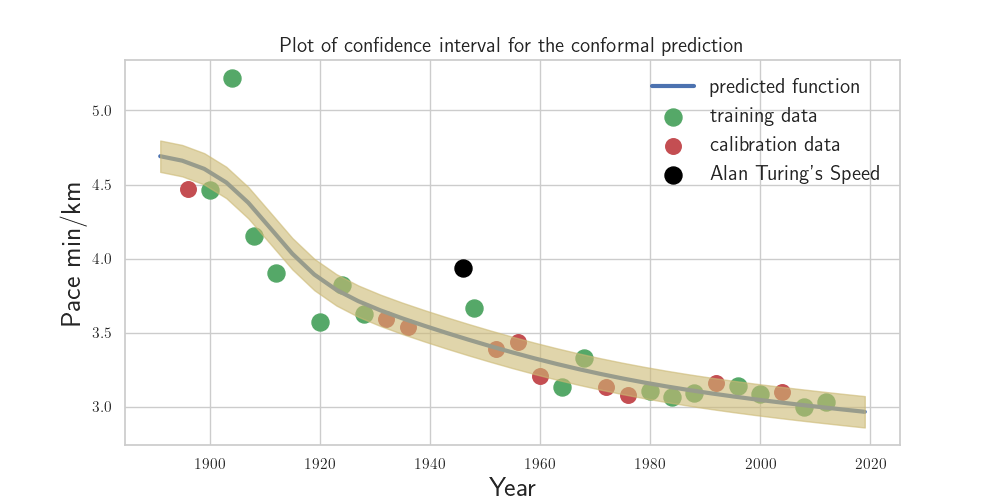 Plot of confidence interval for the conformal prediction
predicted function
training data
calibration data
Alan Turing's Speed
Pace min/km
5.0
4.5
4.0
3.5
3.0
1900 1920 1940 1960 1980 2000 2020
Year